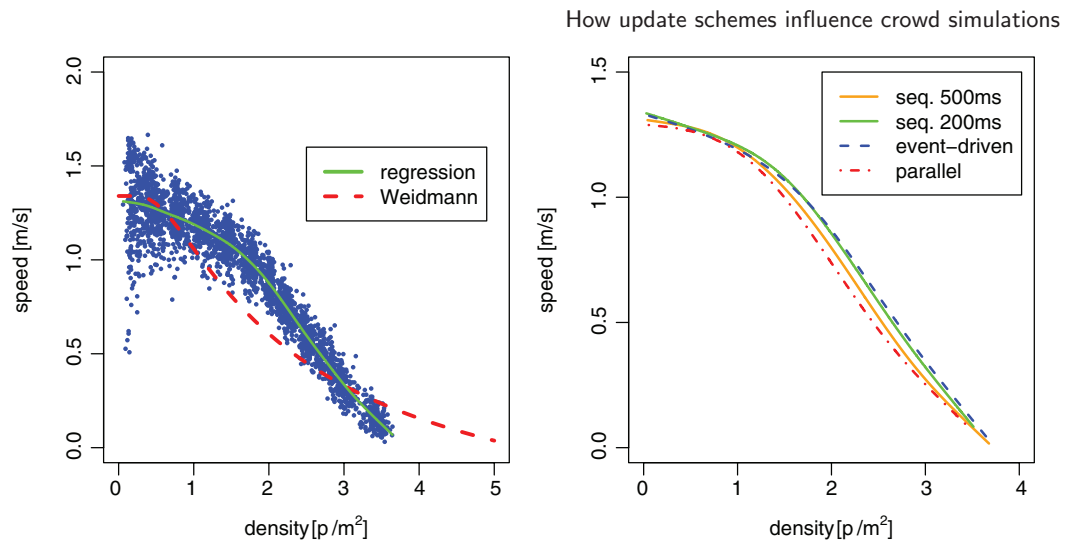 How update schemes influence crowd simulations
speed [m/s]
2.0
1.5
1.0
0.5
0.0
regression
Weidmann
0 1 2 3 4 5
density [p /m²]
speed [m/s]
1.5
1.0
0.5
0.0
seq. 500ms
seq. 200ms
event−driven
parallel
0 1 2 3 4
density [p /m²]